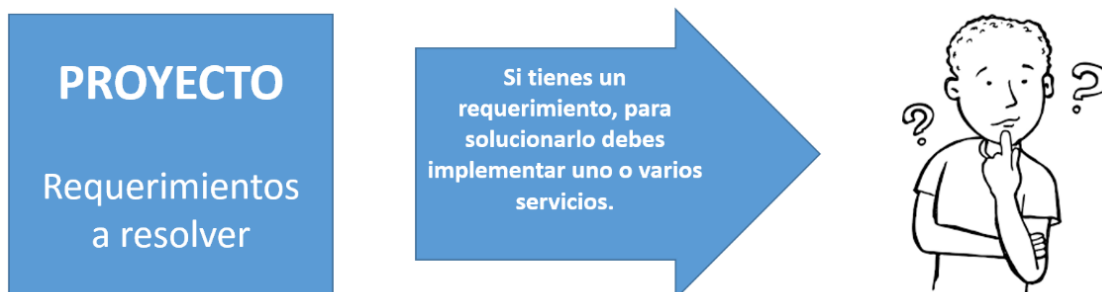 PROYECTO
Requerimientos
a resolver
Si tienes un
requerimiento, para
solucionarlo debes
implementar uno o varios
servicios.
?
?